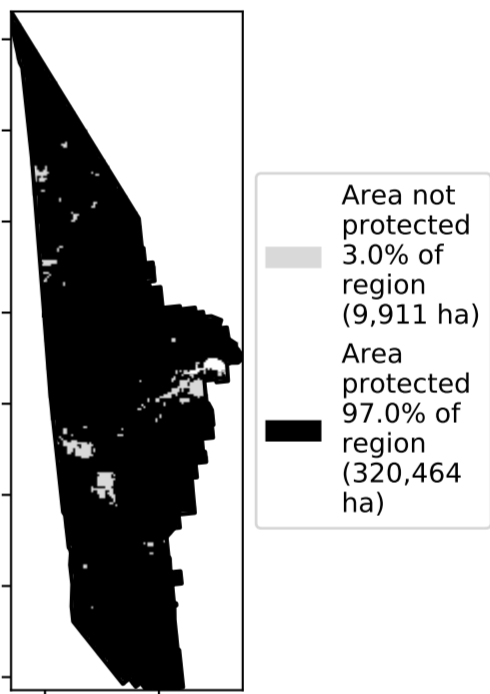 Area not
protected
3.0% of
region
(9,911 ha)
Area
protected
97.0% of
region
(320,464
ha)